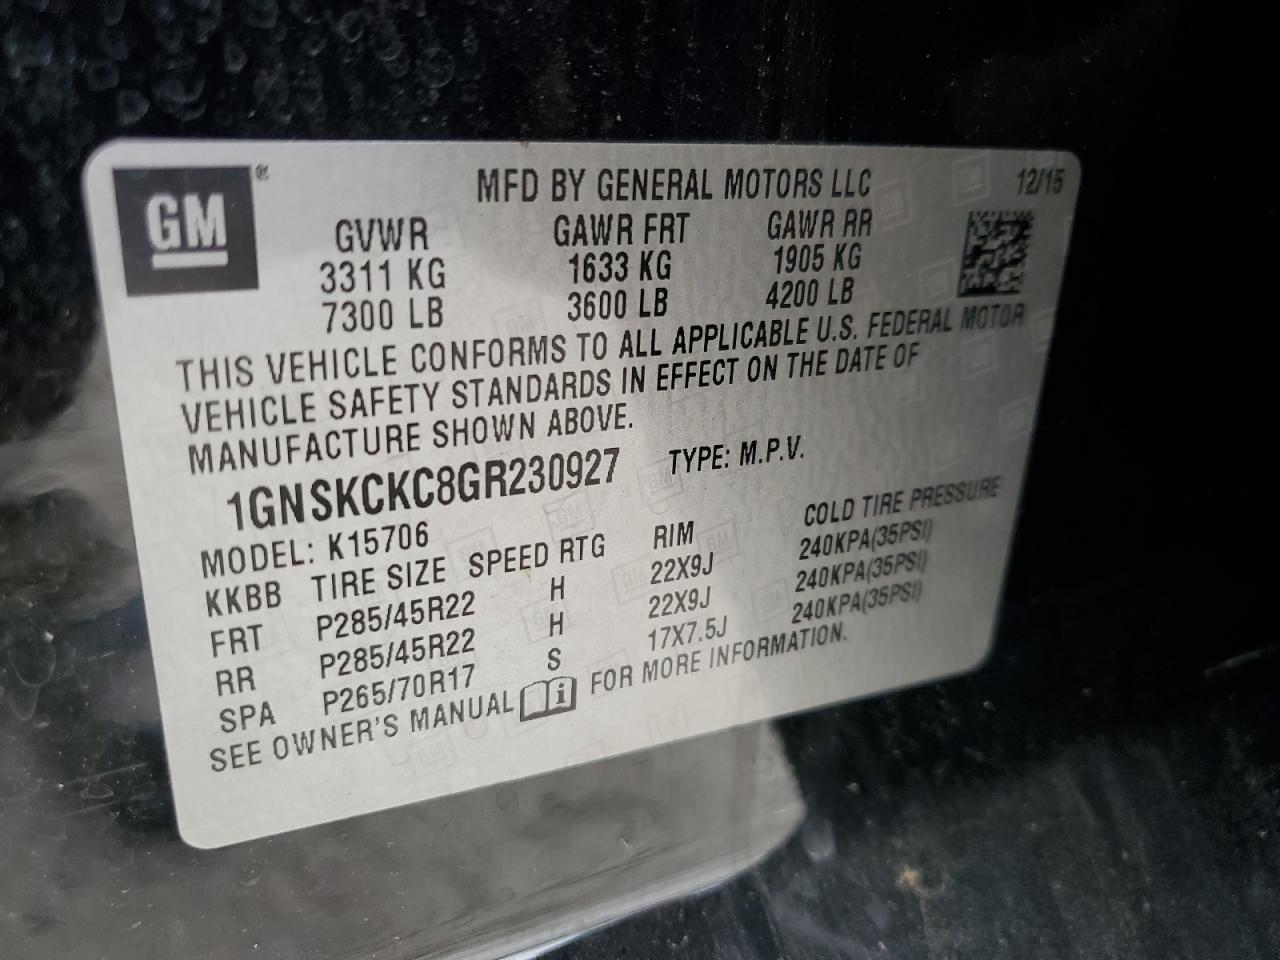 GM ®
MFD BY GENERAL MOTORS LLC 12/15
GVWR GAWR FRT GAWR RR
3311 KG 1633 KG 1905 KG
7300 LB 3600 LB 4200 LB
THIS VEHICLE CONFORMS TO ALL APPLICABLE U.S. FEDERAL MOTOR
VEHICLE SAFETY STANDARDS IN EFFECT ON THE DATE OF
MANUFACTURE SHOWN ABOVE.
1GNSKCKC8GR230927 TYPE: M.P.V.
MODEL: K15706
KKBB TIRE SIZE SPEED RTG RIM COLD TIRE PRESSURE
FRT P285/45R22 H 22X9J 240KPA(35PSI)
RR P285/45R22 H 22X9J 240KPA(35PSI)
SPA P265/70R17 S 17X7.5J 240KPA(35PSI)
SEE OWNER'S MANUAL i FOR MORE INFORMATION.